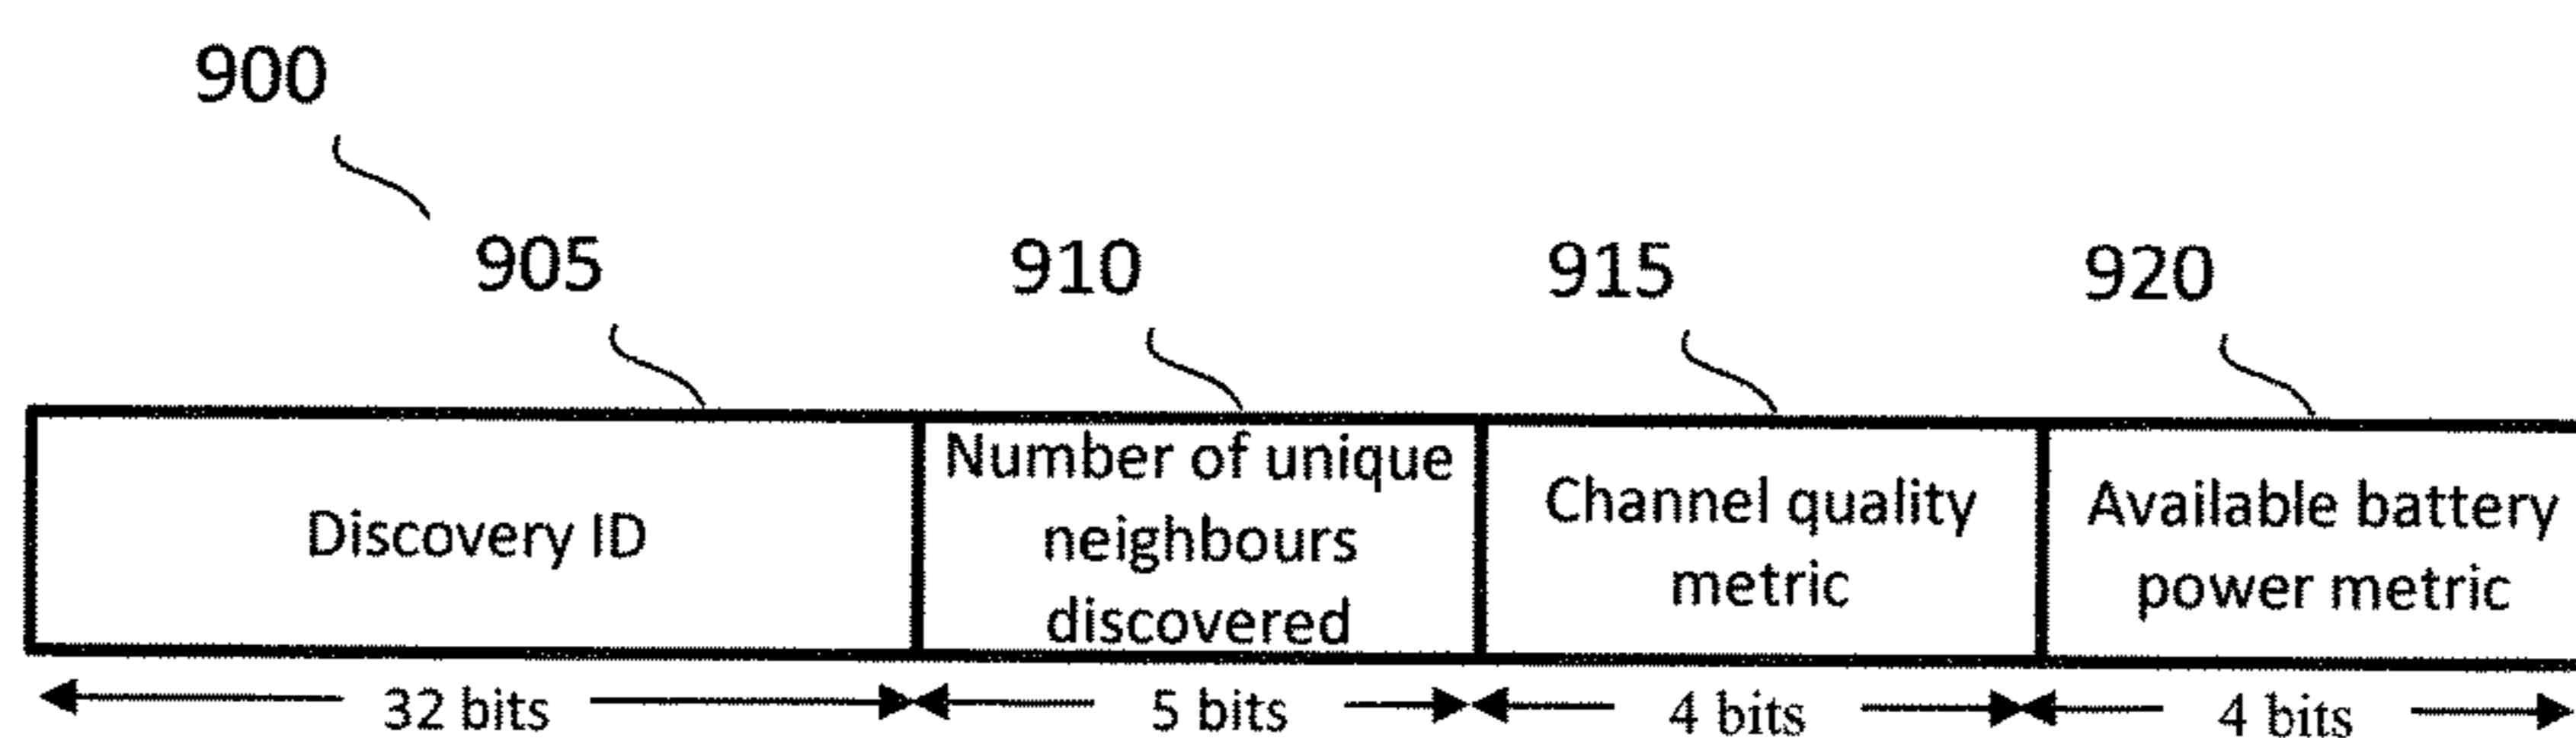 900
905
910
915
920
Discovery ID
Number of unique
neighbours
discovered
Channel quality
metric
Available battery
power metric
32 bits
5 bits
4 bits
4 bits